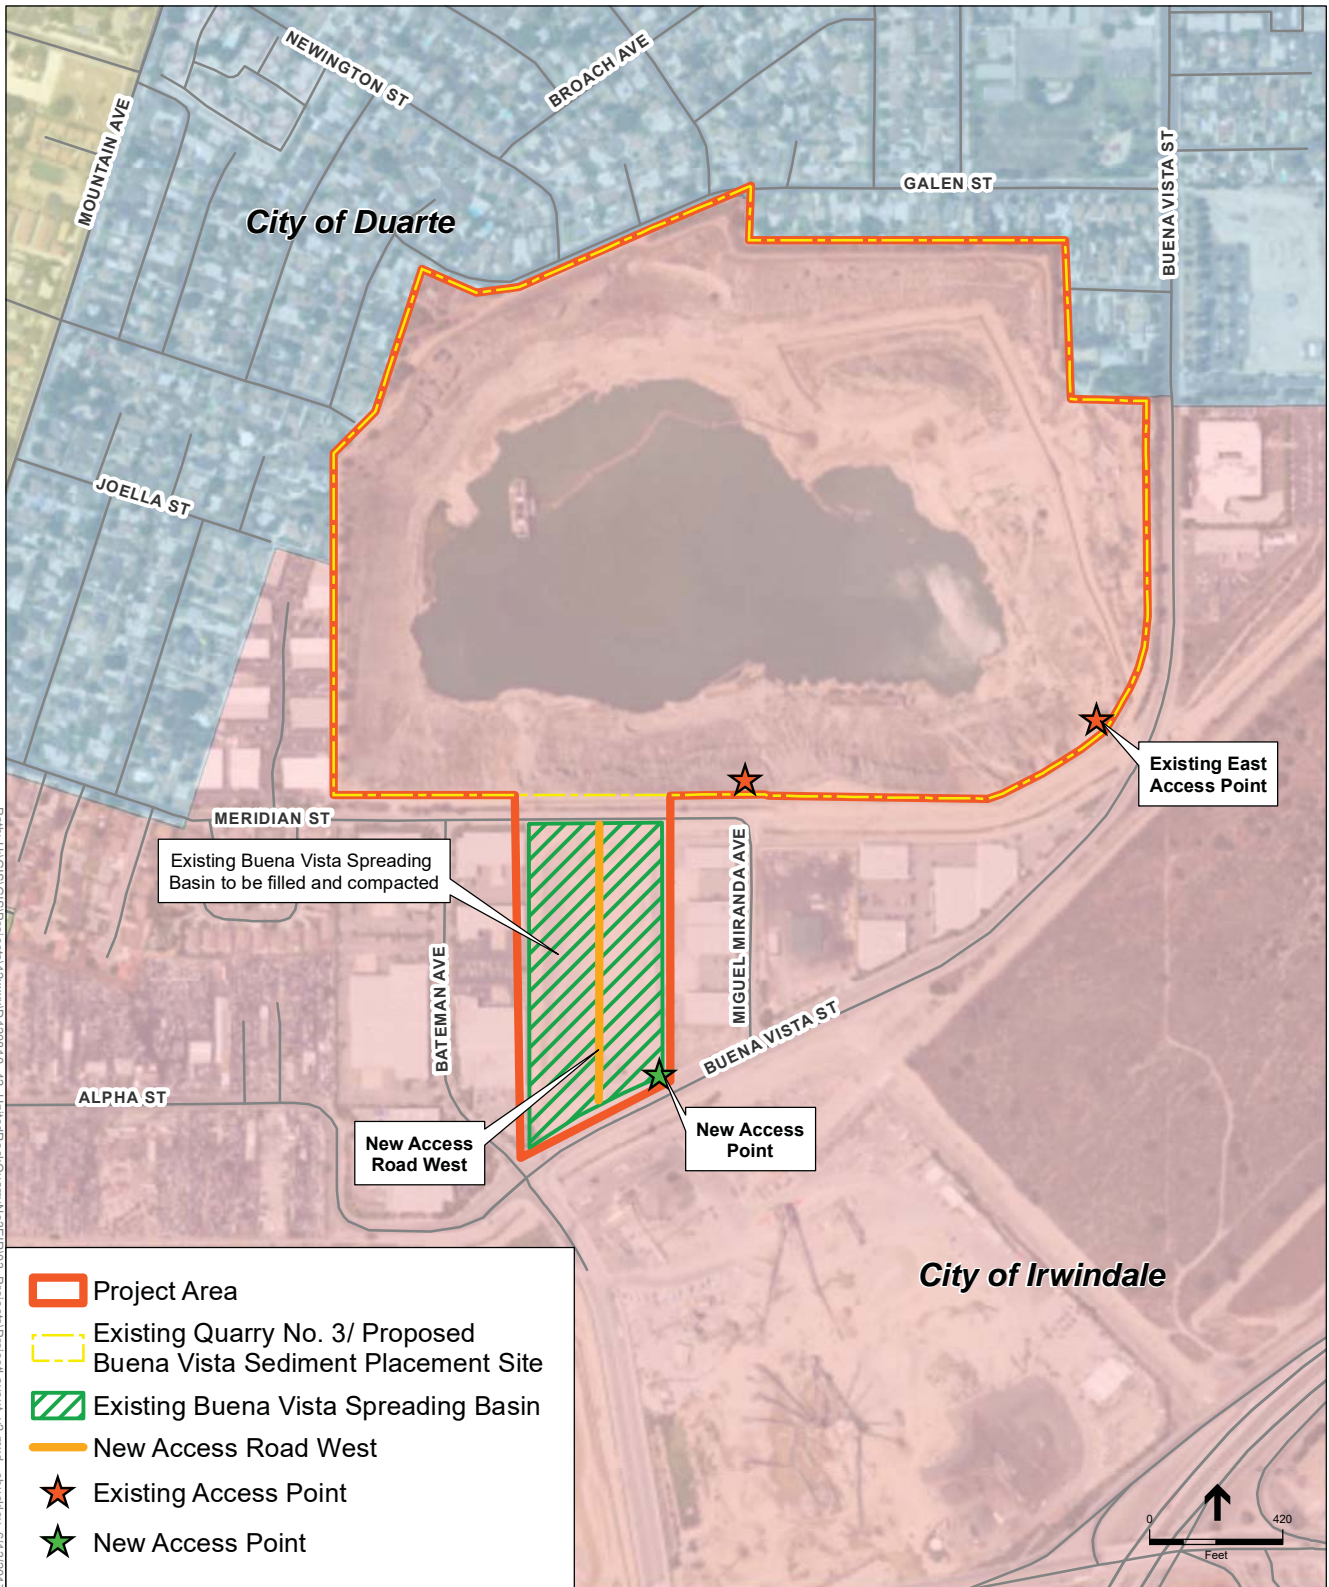 NEWINGTON ST
BROACH AVE
MOUNTAIN AVE
GALEN ST
BUENA VISTA ST
City of Duarte
JOELLA ST
Existing East
Access Point
MERIDIAN ST
Existing Buena Vista Spreading
Basin to be filled and compacted
MIGUEL MIRANDA AVE
BATEMAN AVE
BUENA VISTA ST
ALPHA ST
New Access
Road West
New Access
Point
City of Irwindale
Project Area
Existing Quarry No. 3/ Proposed
Buena Vista Sediment Placement Site
Existing Buena Vista Spreading Basin
New Access Road West
Existing Access Point
New Access Point
0 420
Feet